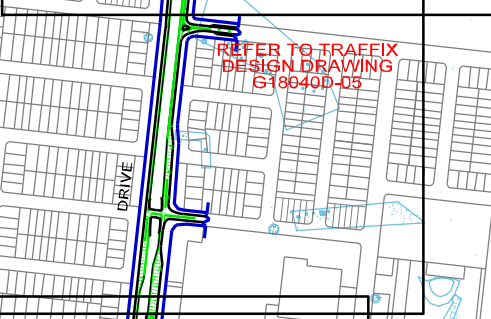 REFER TO TRAFFIX
DESIGN DRAWING
G18040D-05
DRIVE